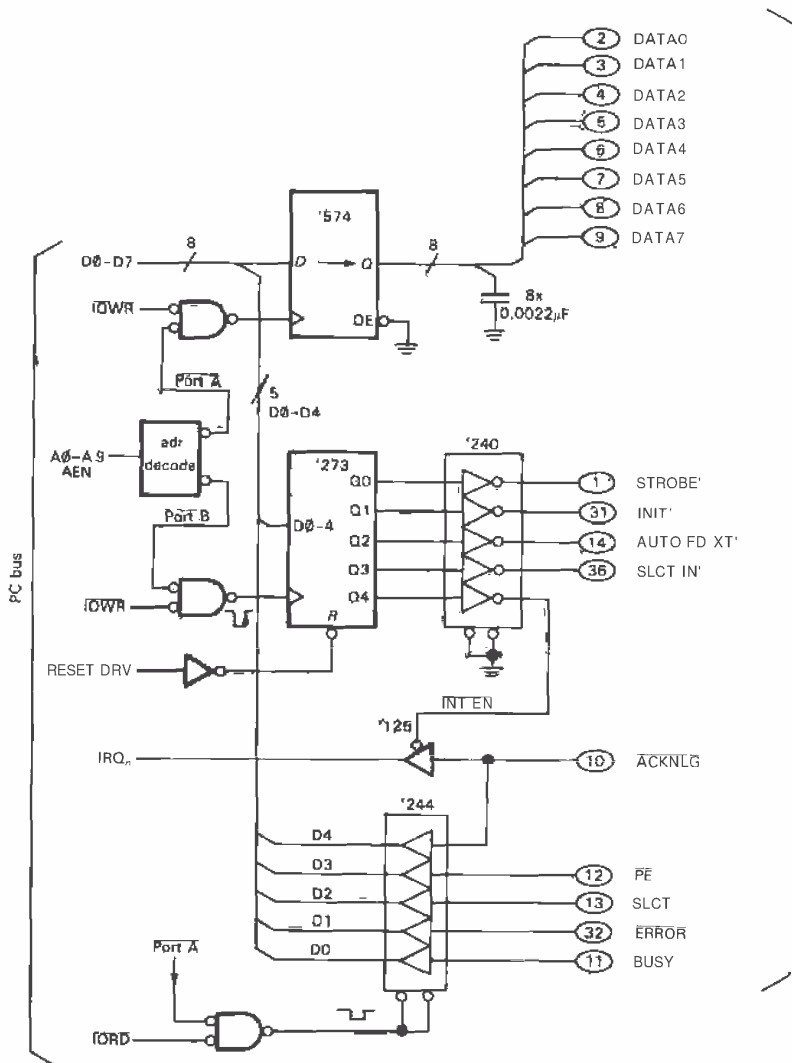 2 DATA0
3 DATA1
4 DATA2
5 DATA3
6 DATA4
7 DATA5
8 DATA6
9 DATA7
'574
D0-D7
8
D
Q
8
8x
0.0022µF
IOWR
OE
Port A
5
D0-D4
A0-A9
AEN
adr
decode
'273
'240
Q0
1 STROBE'
Q1
31 INIT'
D0-4
Q2
14 AUTO FD XT'
Q3
36 SLCT IN'
Q4
Port B
IOWR
R
PC bus
RESET DRV
INT EN
'125
IRQn
10 ACKNLG
'244
D4
D3
12 PE
D2
13 SLCT
D1
32 ERROR
D0
11 BUSY
Port A
IORD